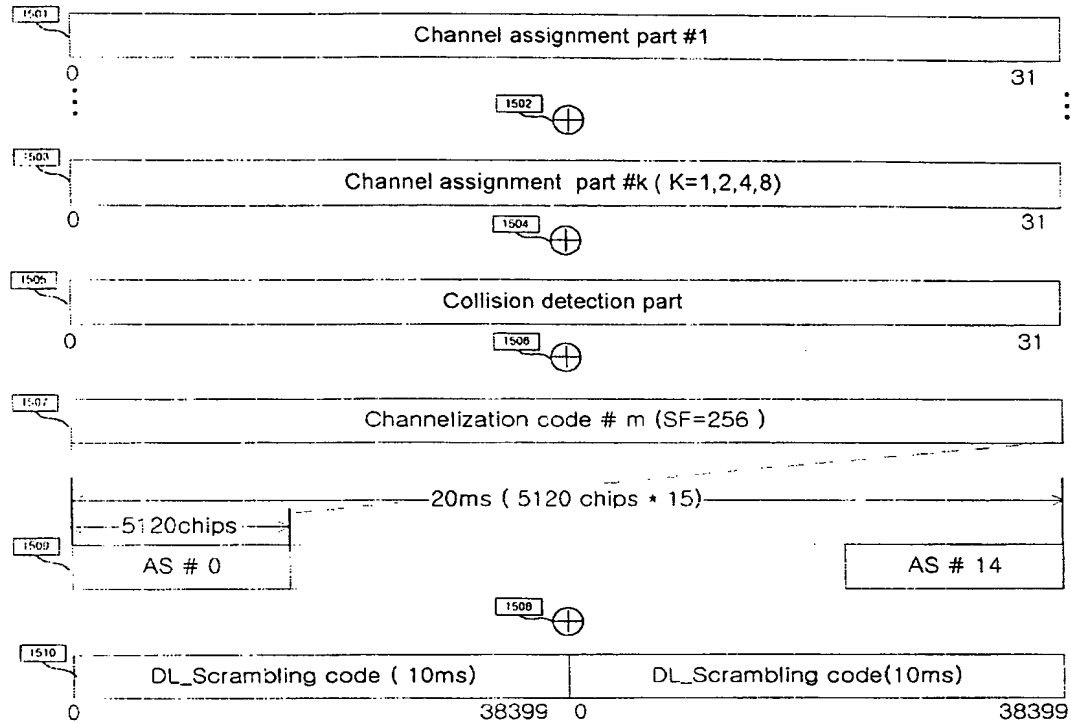 1501
Channel assignment part #1
0 31
1502
1503
Channel assignment part #k ( K=1,2,4,8)
0 31
1504
1505
Collision detection part
0 31
1506
1507
Channelization code # m (SF=256 )
20ms ( 5120 chips * 15)
5120chips
1509
AS # 0 AS # 14
1508
1510
DL_Scrambling code ( 10ms) DL_Scrambling code(10ms)
0 38399 0 38399